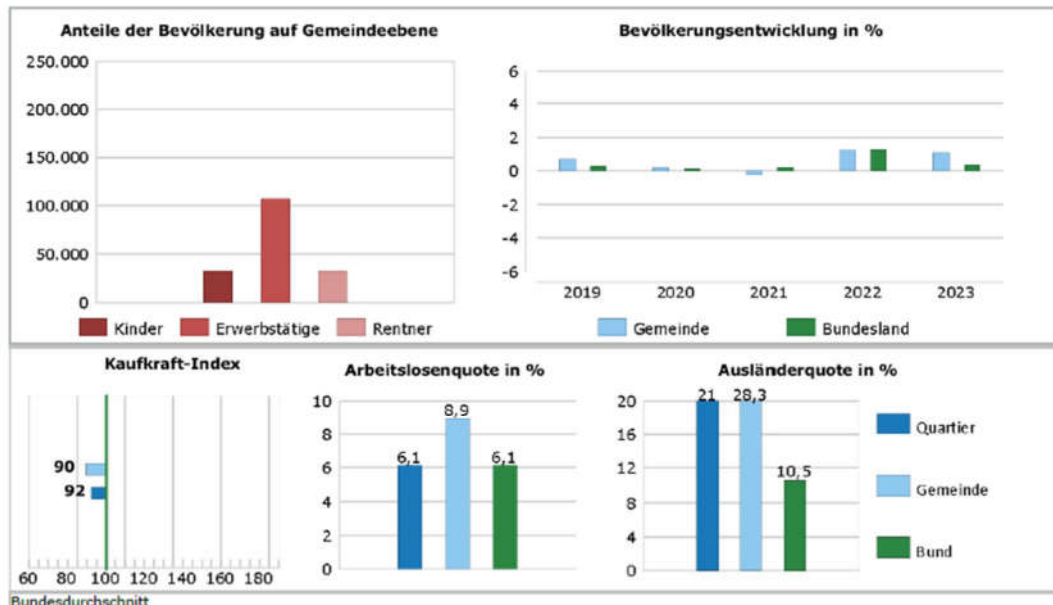 Anteile der Bevölkerung auf Gemeindeebene
250.000
200.000
150.000
100.000
50.000
0
Kinder Erwerbstätige Rentner
Bevölkerungsentwicklung in %
6
4
2
0
-2
-4
-6
2019 2020 2021 2022 2023
Gemeinde Bundesland
Kaufkraft-Index
90
92
60 80 100 120 140 160 180
Bundesdurchschnitt
Arbeitslosenquote in %
10
8
6
4
2
0
6,1 8,9 6,1
Ausländerquote in %
20
16
12
8
4
0
21 28,3 10,5
Quartier
Gemeinde
Bund